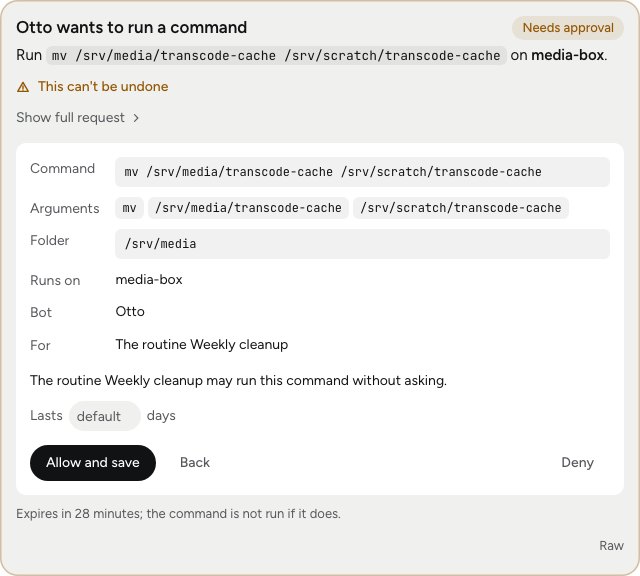 Otto wants to run a command
Needs approval
Run mv /srv/media/transcode-cache /srv/scratch/transcode-cache on media-box.
This can't be undone
Show full request
Command mv /srv/media/transcode-cache /srv/scratch/transcode-cache
Arguments mv /srv/media/transcode-cache /srv/scratch/transcode-cache
Folder /srv/media
Runs on media-box
Bot Otto
For The routine Weekly cleanup
The routine Weekly cleanup may run this command without asking.
Lasts default days
Allow and save Back Deny
Expires in 28 minutes; the command is not run if it does.
Raw